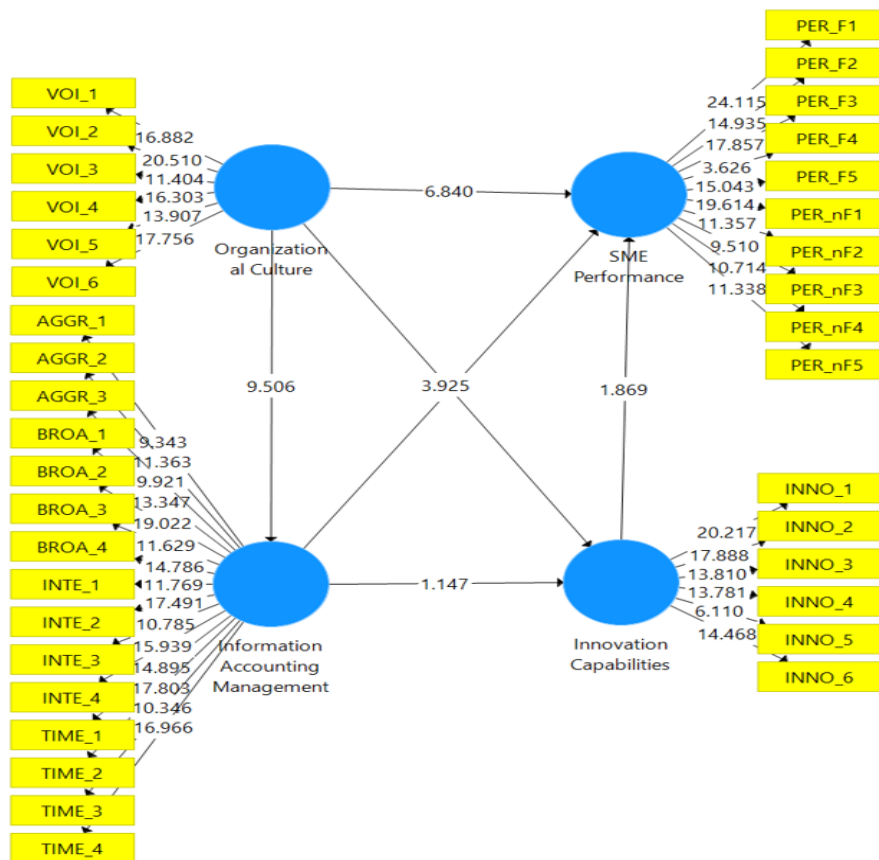 PER_F1
PER_F2
PER_F3
PER_F4
PER_F5
PER_nF1
PER_nF2
PER_nF3
PER_nF4
PER_nF5
24.115
14.935
17.857
3.626
15.043
19.614
11.357
9.510
10.714
11.338
VOI_1
VOI_2
VOI_3
VOI_4
VOI_5
VOI_6
16.882
20.510
11.404
16.303
13.907
17.756
Organization
al Culture
6.840
SME
Performance
AGGR_1
AGGR_2
AGGR_3
BROA_1
BROA_2
BROA_3
BROA_4
INTE_1
INTE_2
INTE_3
INTE_4
TIME_1
TIME_2
TIME_3
TIME_4
9.343
11.363
9.921
13.347
19.022
11.629
14.786
11.769
17.491
10.785
15.939
14.895
17.803
10.346
16.966
9.506
3.925
1.869
Information
Accounting
Management
1.147
Innovation
Capabilities
20.217
17.888
13.810
13.781
6.110
14.468
INNO_1
INNO_2
INNO_3
INNO_4
INNO_5
INNO_6